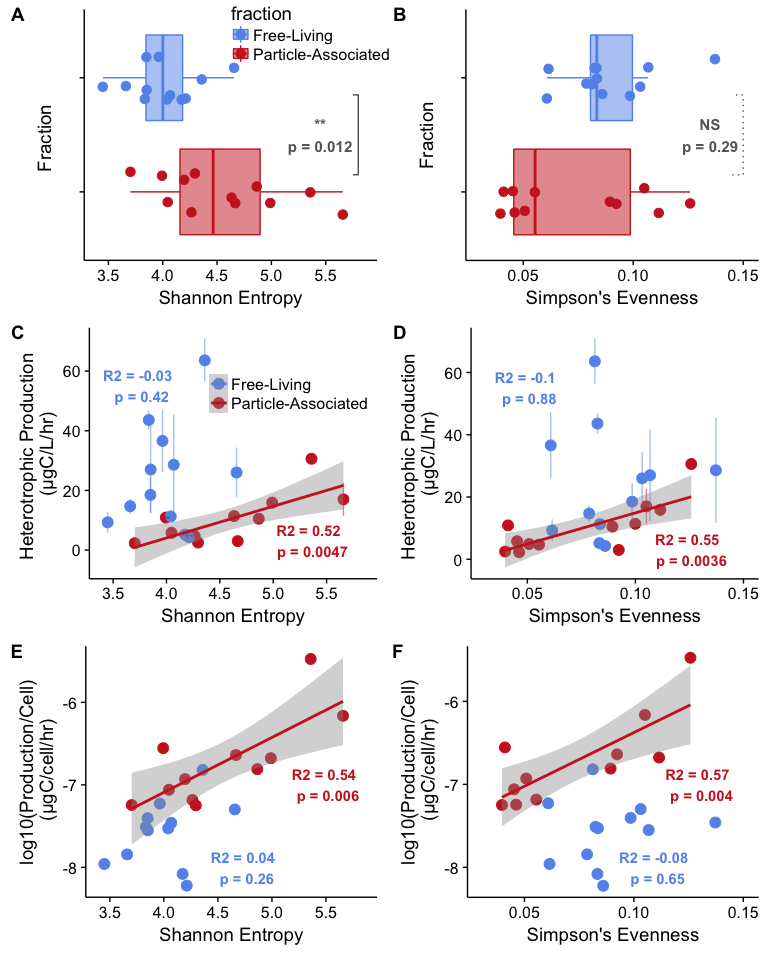 A
fraction
Free-Living
Particle-Associated
Fraction
**
p = 0.012
3.5 4.0 4.5 5.0 5.5
Shannon Entropy
B
Fraction
NS
p = 0.29
0.05 0.10 0.15
Simpson's Evenness
C
Heterotrophic Production
(µgC/L/hr)
60
40
20
0
R2 = -0.03
p = 0.42
Free-Living
Particle-Associated
R2 = 0.52
p = 0.0047
3.5 4.0 4.5 5.0 5.5
Shannon Entropy
D
Heterotrophic Production
(µgC/L/hr)
60
40
20
0
R2 = -0.1
p = 0.88
R2 = 0.55
p = 0.0036
0.05 0.10 0.15
Simpson's Evenness
E
log10(Production/Cell)
(µgC/cell/hr)
-6
-7
-8
R2 = 0.54
p = 0.006
R2 = 0.04
p = 0.26
3.5 4.0 4.5 5.0 5.5
Shannon Entropy
F
log10(Production/Cell)
(µgC/cell/hr)
-6
-7
-8
R2 = 0.57
p = 0.004
R2 = -0.08
p = 0.65
0.05 0.10 0.15
Simpson's Evenness